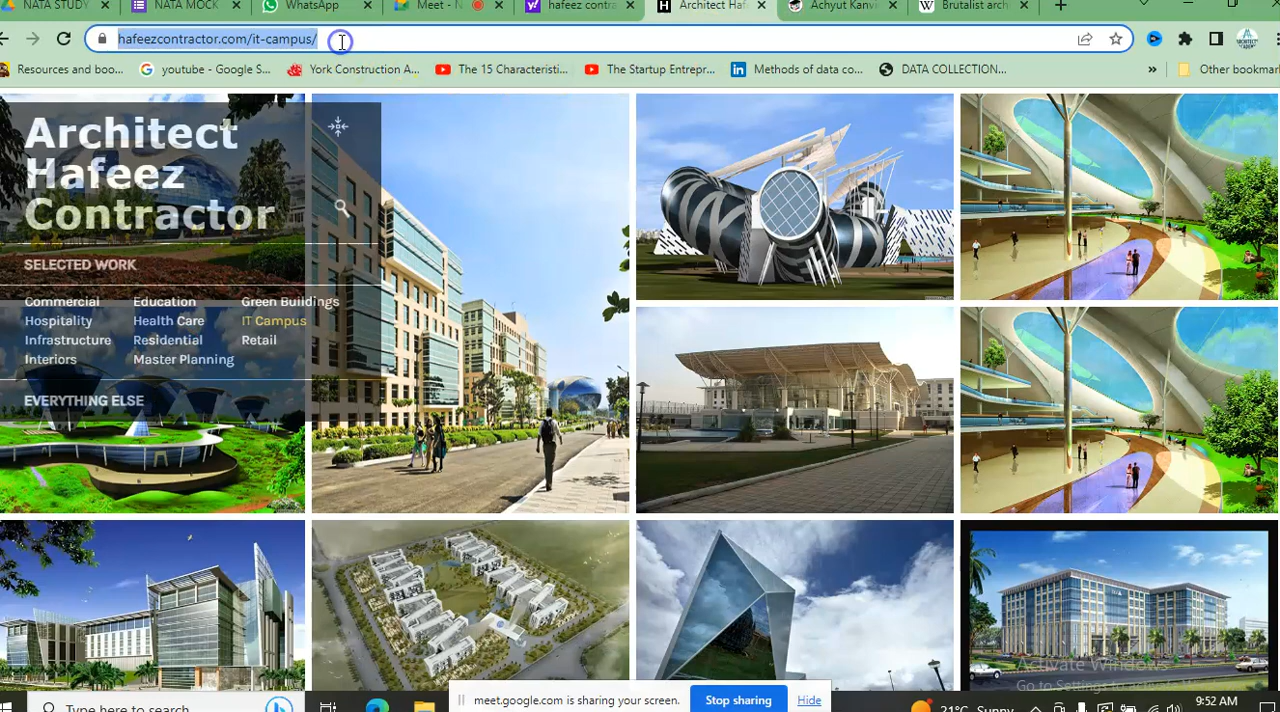 NATA STUDY
NATA MOCK
WhatsApp
Meet - N
hafeez contra
Architect Haf
Achyut Kanvi
Brutalist arch
hafeezcontractor.com/it-campus/
Resources and boo...
youtube - Google S...
York Construction A...
The 15 Characteristi...
The Startup Entrepr...
Methods of data co...
DATA COLLECTION...
»
Other bookmar
Architect
Hafeez
Contractor
SELECTED WORK
Commercial Education Green Buildings
Hospitality Health Care IT Campus
Infrastructure Residential Retail
Interiors Master Planning
EVERYTHING ELSE
Activate Windows
Go to Settings to
meet.google.com is sharing your screen.
Stop sharing
Hide
Type here to search
21°C Sunny
9:52 AM